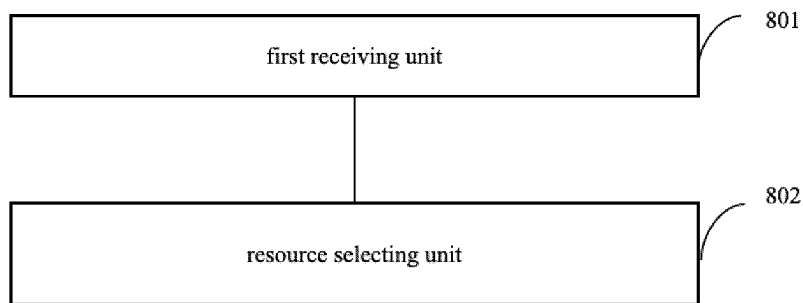 801
first receiving unit
802
resource selecting unit